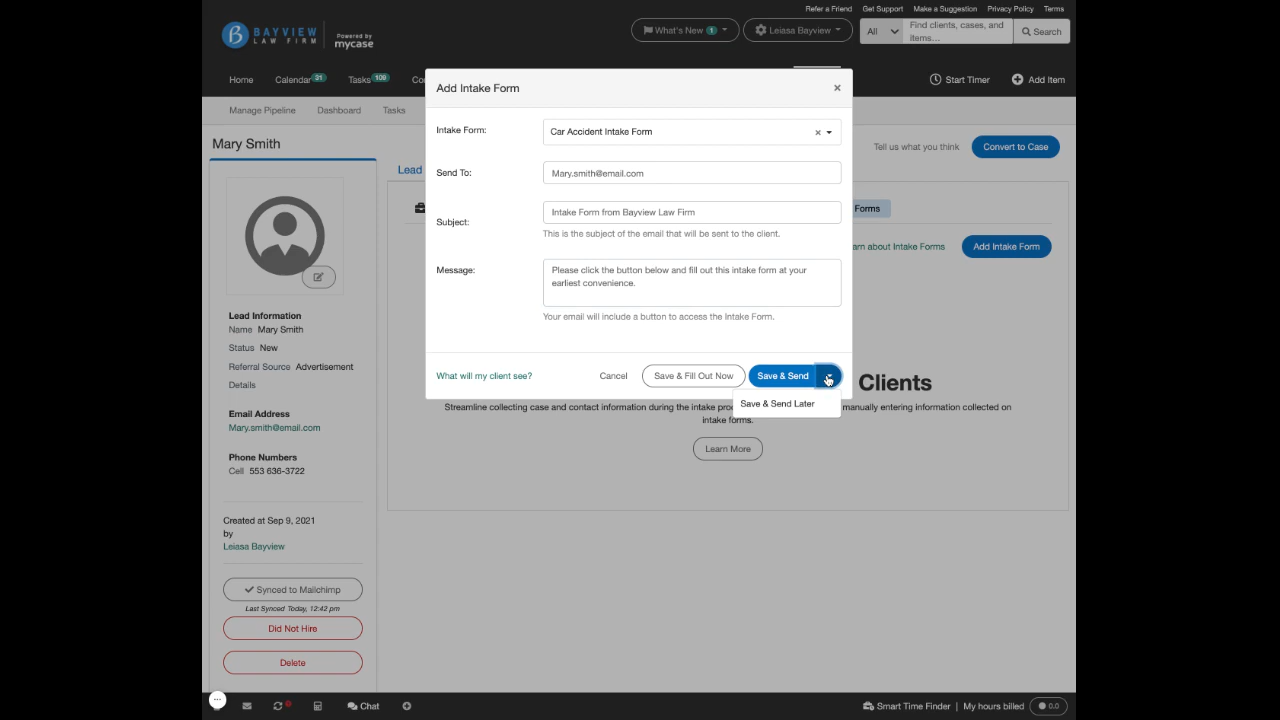 Refer a Friend Get Support Make a Suggestion Privacy Policy Terms
B BAYVIEW LAW FIRM Powered by mycase
What's New 1 Leiasa Bayview All Find clients, cases, and items... Search
Home Calendar 31 Tasks 109 Start Timer Add Item
Manage Pipeline Dashboard Tasks
Mary Smith
Tell us what you think Convert to Case
Lead
Forms
Add Intake Form
Add Intake Form ×
Intake Form: Car Accident Intake Form ×
Send To: Mary.smith@email.com
Subject: Intake Form from Bayview Law Firm
This is the subject of the email that will be sent to the client.
Message: Please click the button below and fill out this intake form at your
earliest convenience.
Your email will include a button to access the Intake Form.
What will my client see? Cancel Save & Fill Out Now Save & Send
Save & Send Later
about Intake Forms
Clients
Streamline collecting case and contact information during the intake manually entering information collected on
intake forms.
Learn More
Lead Information
Name Mary Smith
Status New
Referral Source Advertisement
Details
Email Address
Mary.smith@email.com
Phone Numbers
Cell 553 636-3722
Created at Sep 9, 2021
by
Leiasa Bayview
Synced to Mailchimp
Last Synced Today, 12:42 pm
Did Not Hire
Delete
Chat Smart Time Finder | My hours billed 0.0